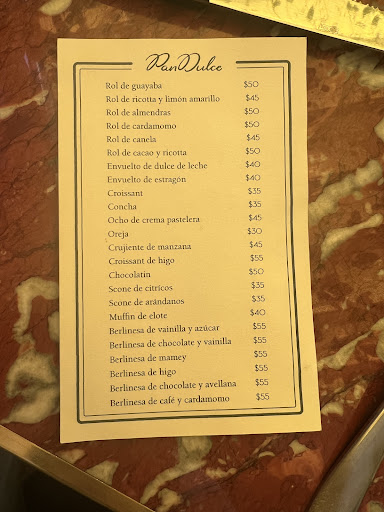 PanDulce
Rol de guayaba $50
Rol de ricotta y limón amarillo $45
Rol de almendras $50
Rol de cardamomo $50
Rol de canela $45
Rol de cacao y ricotta $50
Envuelto de dulce de leche $40
Envuelto de estragón $40
Croissant $35
Concha $35
Ocho de crema pastelera $45
Oreja $30
Crujiente de manzana $45
Croissant de higo $55
Chocolatin $50
Scone de cítricos $35
Scone de arándanos $35
Muffin de elote $40
Berlinesa de vainilla y azúcar $55
Berlinesa de chocolate y vainilla $55
Berlinesa de mamey $55
Berlinesa de higo $55
Berlinesa de chocolate y avellana $55
Berlinesa de café y cardamomo $55